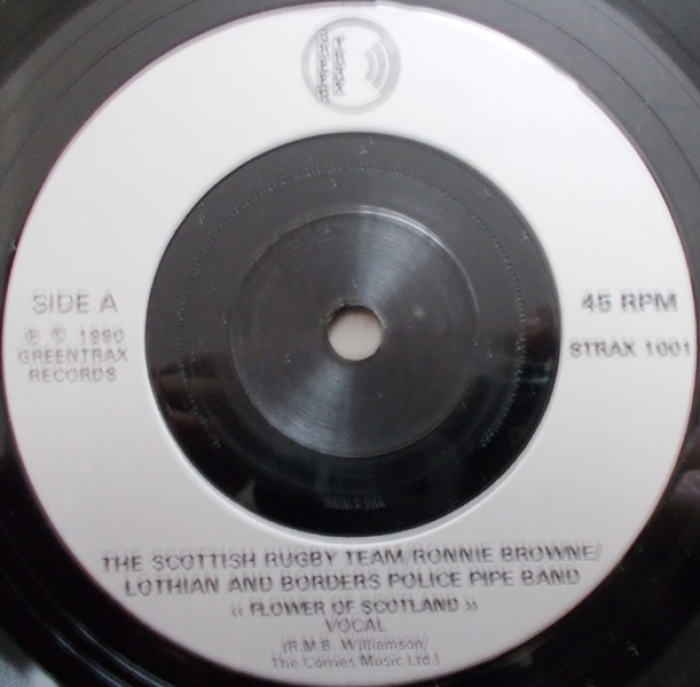 SIDE A
℗ © 1990
GREENTRAX
RECORDS
45 RPM
STRAX 1001
THE SCOTTISH RUGBY TEAM/RONNIE BROWNE/
LOTHIAN AND BORDERS POLICE PIPE BAND
‹‹ FLOWER OF SCOTLAND ››
VOCAL
(R.M.B. Williamson/
The Corries Music Ltd.)